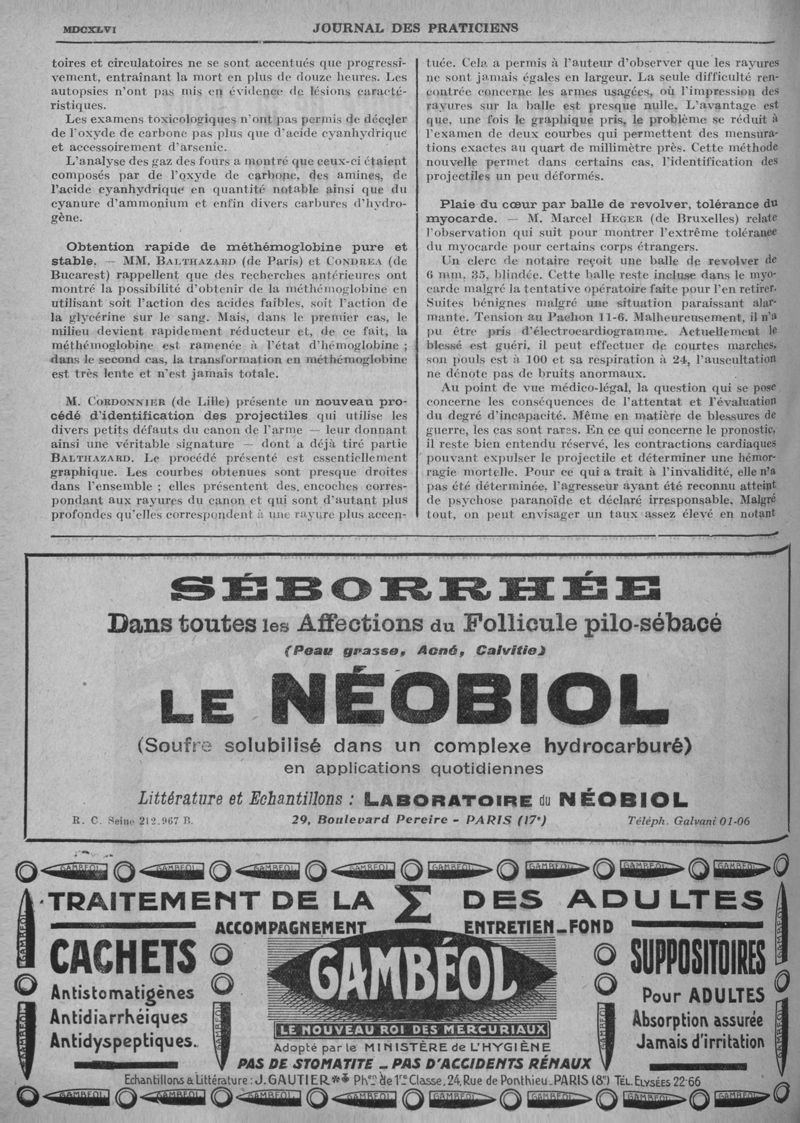 MDCXLVI
JOURNAL DES PRATICIENS
toires et circulatoires ne se sont accentués que progressi-
vement, entraînant la mort en plus de douze heures. Les
autopsies n'ont pas mis en évidence de lésions caracté-
ristiques.
Les examens toxicologiques n'ont pas permis de déceler
de l'oxyde de carbone pas plus que d'acide cyanhydrique
et accessoirement d'arsenic.
L'analyse des gaz des fours a montré que ceux-ci étaient
composés par de l'oxyde de carbone, des amines, de
l'acide cyanhydrique en quantité notable ainsi que du
cyanure d'ammonium et enfin divers carbures d'hydro-
gène.
Obtention rapide de méthémoglobine pure et
stable. — MM. BALTHAZARD (de Paris) et CONDREA (de
Bucarest) rappellent que des recherches antérieures ont
montré la possibilité d'obtenir de la méthémoglobine en
utilisant soit l'action des acides faibles, soit l'action de
la glycérine sur le sang. Mais, dans le premier cas, le
milieu devient rapidement réducteur et, de ce fait, la
méthémoglobine est ramenée à l'état d'hémoglobine ;
dans le second cas, la transformation en méthémoglobine
est très lente et n'est jamais totale.
M. CORDONNIER (de Lille) présente un nouveau pro-
cédé d'identification des projectiles qui utilise les
divers petits défauts du canon de l'arme — leur donnant
ainsi une véritable signature — dont a déjà tiré partie
BALTHAZARD. Le procédé présenté est essentiellement
graphique. Les courbes obtenues sont presque droites
dans l'ensemble ; elles présentent des encoches corres-
pondant aux rayures du canon et qui sont d'autant plus
profondes qu'elles correspondent à une rayure plus accen-
tuée. Cela a permis à l'auteur d'observer que les rayures
ne sont jamais égales en largeur. La seule difficulté ren-
contrée concerne les armes usagées, où l'impression des
rayures sur la balle est presque nulle. L'avantage est
que, une fois le graphique pris, le problème se réduit à
l'examen de deux courbes qui permettent des mensura-
tions exactes au quart de millimètre près. Cette méthode
nouvelle permet dans certains cas, l'identification des
projectiles un peu déformés.
Plaie du cœur par balle de revolver, tolérance du
myocarde. — M. Marcel HEGER (de Bruxelles) relate
l'observation qui suit pour montrer l'extrême tolérance
du myocarde pour certains corps étrangers.
Un clerc de notaire reçoit une balle de revolver de
6 mm. 35, blindée. Cette balle reste incluse dans le myo-
carde malgré la tentative opératoire faite pour l'en retirer.
Suites bénignes malgré une situation paraissant alar-
mante. Tension au Pachon 11-6. Malheureusement, il n'a
pu être pris d'électrocardiogramme. Actuellement le
blessé est guéri, il peut effectuer de courtes marches,
son pouls est à 100 et sa respiration à 24, l'auscultation
ne dénote pas de bruits anormaux.
Au point de vue médico-légal, la question qui se pose
concerne les conséquences de l'attentat et l'évaluation
du degré d'incapacité. Même en matière de blessures de
guerre, les cas sont rares. En ce qui concerne le pronostic,
il reste bien entendu réservé, les contractions cardiaques
pouvant expulser le projectile et déterminer une hémor-
ragie mortelle. Pour ce qui a trait à l'invalidité, elle n'a
pas été déterminée, l'agresseur ayant été reconnu atteint
de psychose paranoïde et déclaré irresponsable. Malgré
tout, on peut envisager un taux assez élevé en notant
SÉBORRHÉE
Dans toutes les Affections du Follicule pilo-sébacé
(Peau grasse, Acné, Calvitie)
LE NÉOBIOL
(Soufre solubilisé dans un complexe hydrocarburé)
en applications quotidiennes
Littérature et Echantillons : LABORATOIRE du NÉOBIOL
R. C. Seine 212.967 B.
29, Boulevard Pereire - PARIS (17e)
Téléph. Galvani 01-06
GAMBÉOL GAMBÉOL GAMBÉOL GAMBÉOL GAMBÉOL GAMBÉOL GAMBÉOL GAMBÉOL
TRAITEMENT DE LA Σ DES ADULTES
ACCOMPAGNEMENT ENTRETIEN_FOND
CACHETS
Antistomatigènes
Antidiarrhéiques
Antidyspeptiques.
GAMBÉOL
LE NOUVEAU ROI DES MERCURIAUX
Adopté par le MINISTÈRE de L'HYGIÈNE
SUPPOSITOIRES
Pour ADULTES
Absorption assurée
Jamais d'irritation
PAS DE STOMATITE _ PAS D'ACCIDENTS RÉNAUX
Echantillons & Littérature : J. GAUTIER Phien de 1re Classe, 24, Rue de Ponthieu_PARIS (8e) TÉL. ELYSÉES 22-66
GAMBÉOL GAMBÉOL GAMBÉOL GAMBÉOL GAMBÉOL GAMBÉOL GAMBÉOL GAMBÉOL